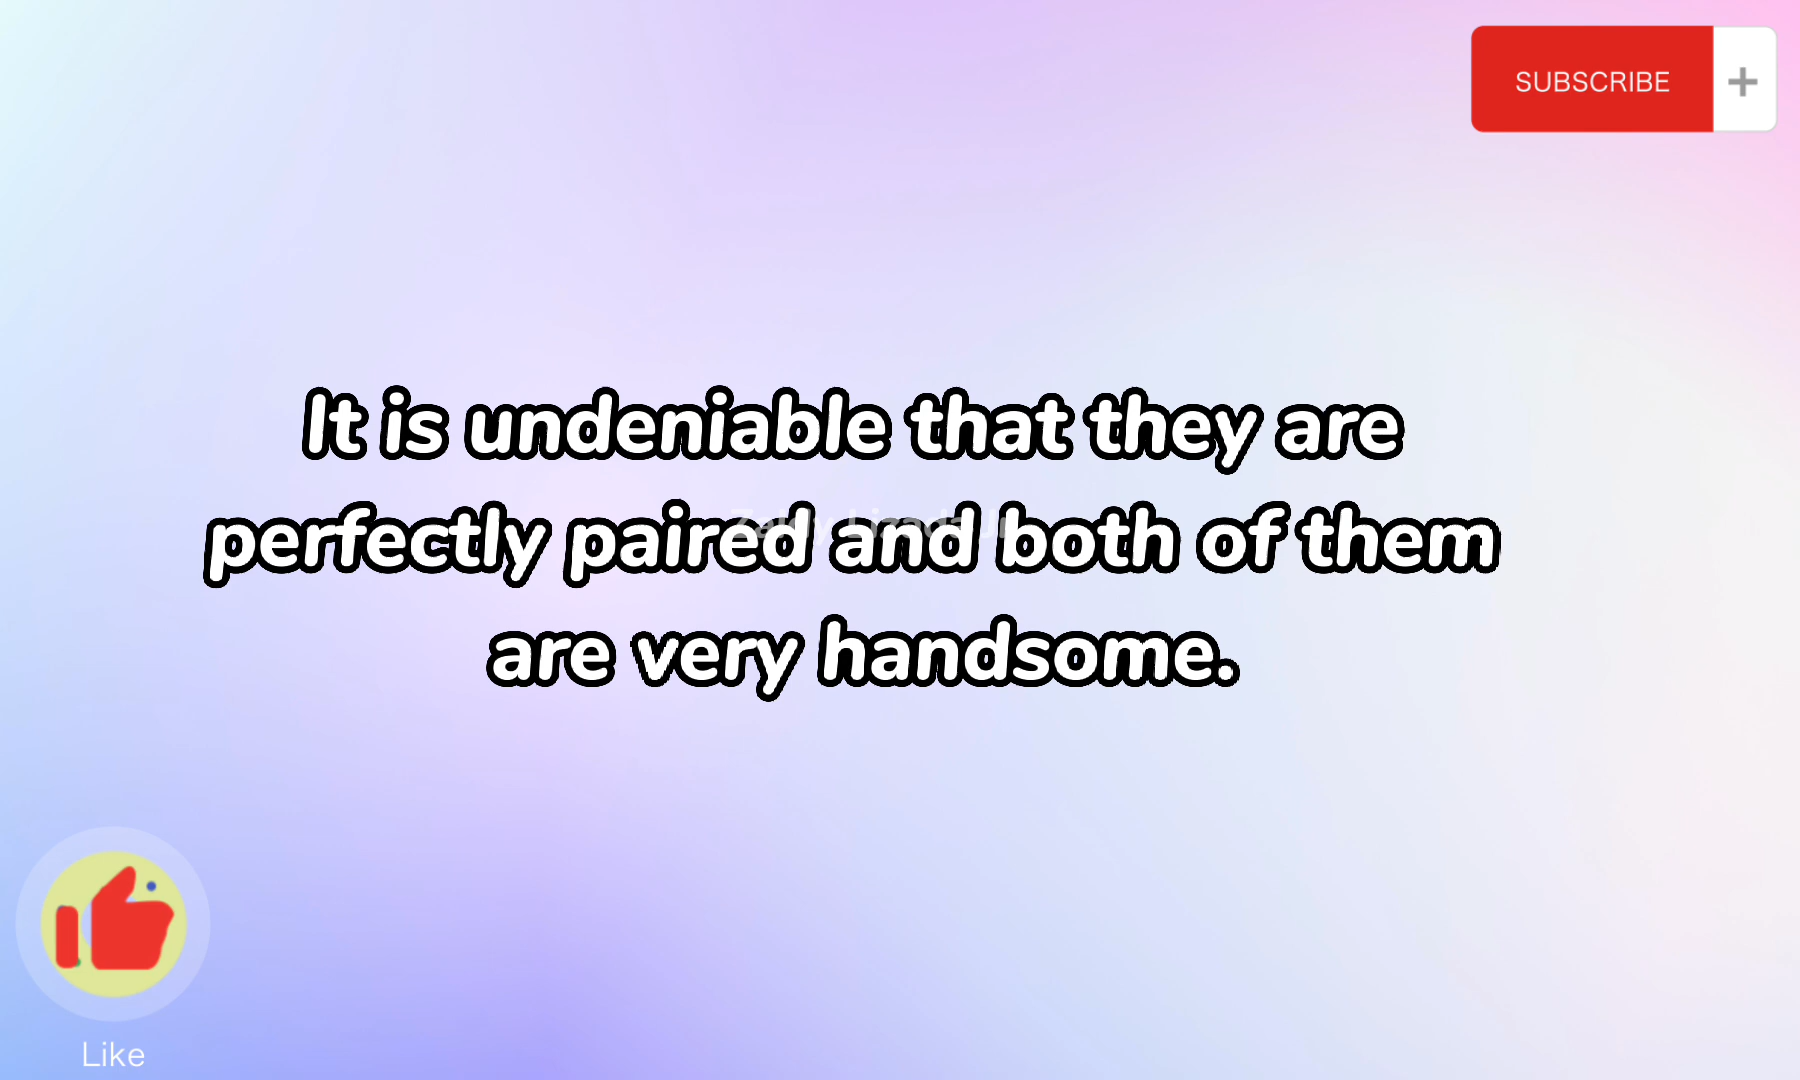 SUBSCRIBE +
It is undeniable that they are
perfectly paired and both of them
are very handsome.
Like